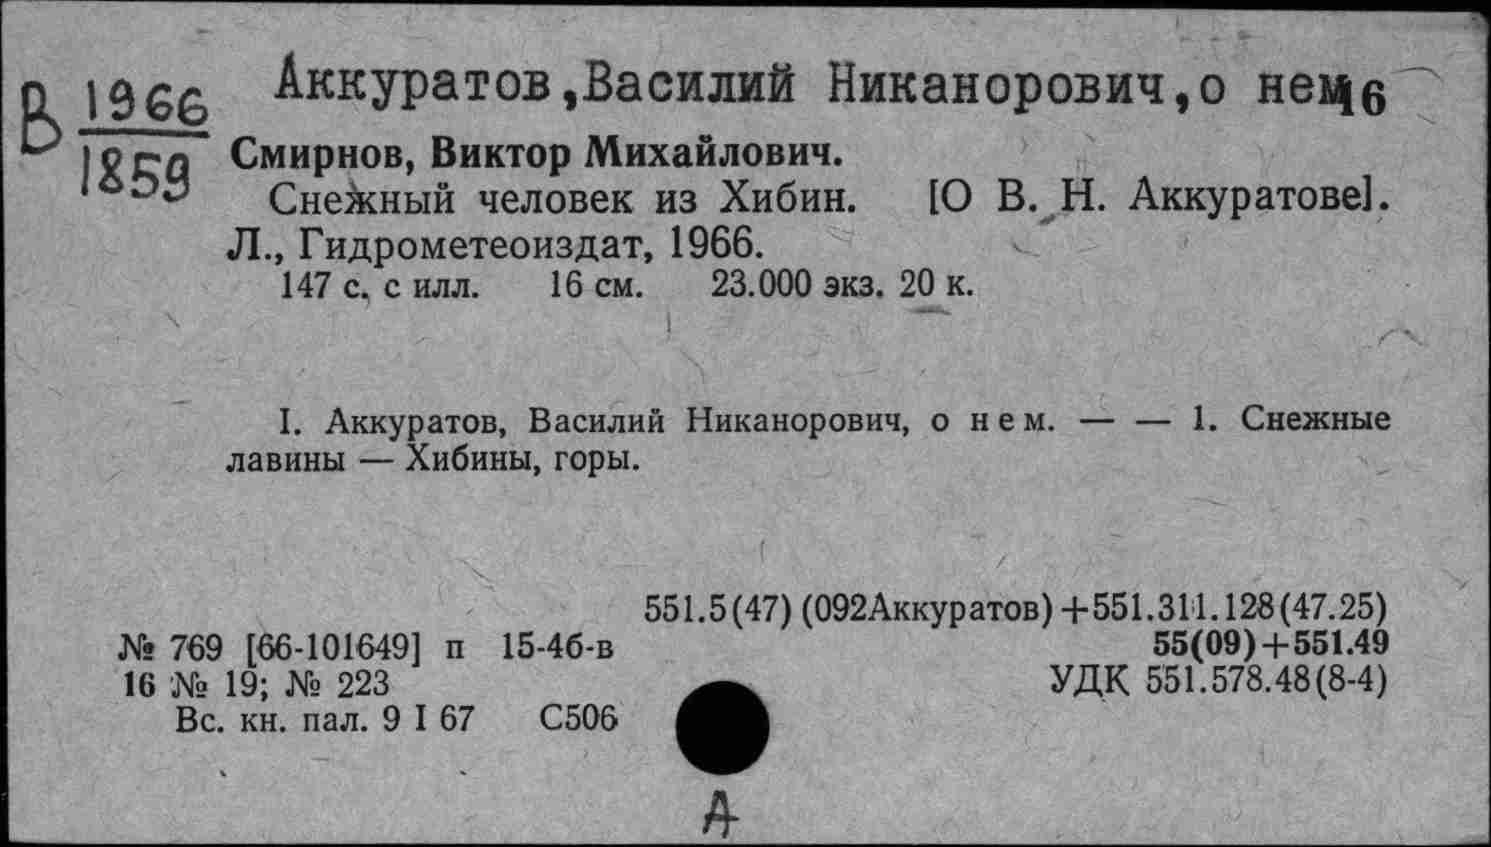 В 1966
1859
Аккуратов,Василий Никанорович,о нем
16
Смирнов, Виктор Михайлович.
Снежный человек из Хибин. [О В. Н. Аккуратове].
Л., Гидрометеоиздат, 1966.
147 с. с илл. 16 см. 23.000 экз. 20 к.
I. Аккуратов, Василий Никанорович, о нем. — — 1. Снежные
лавины — Хибины, горы.
551.5(47) (092Аккуратов)+551.311.128(47.25)
№ 769 [66-101649] п 15-4б-в 55(09)+551.49
16 № 19; № 223 УДК 551.578.48(8-4)
Вс. кн. пал. 9 I 67 С506
А